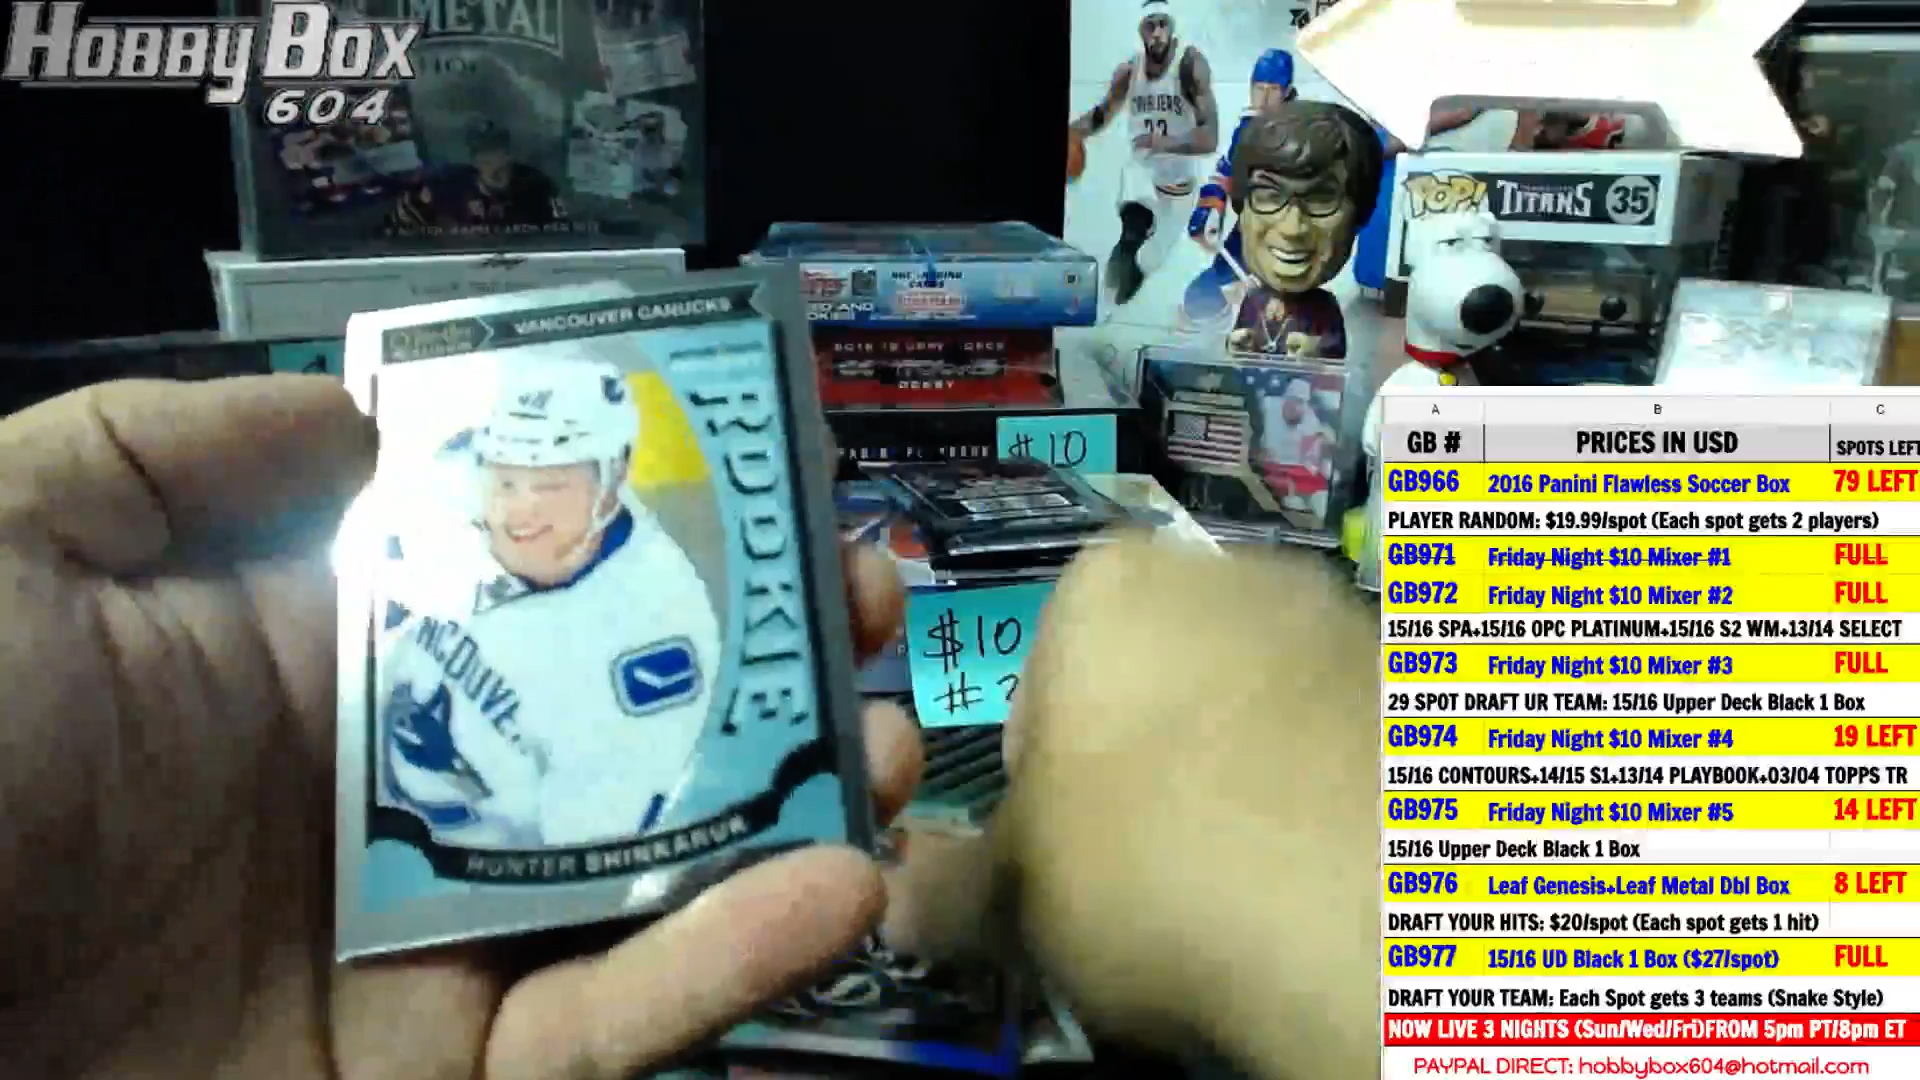 HOBBYBOX
604
METAL
CAVALIERS
POP! TITANS 35
VANCOUVER CANUCKS
ROOKIE
HUNTER SHINKARUK
$10
$10
A B C
GB # PRICES IN USD SPOTS LEFT
GB966 2016 Panini Flawless Soccer Box 79 LEFT
PLAYER RANDOM: $19.99/spot (Each spot gets 2 players)
GB971 Friday Night $10 Mixer #1 FULL
GB972 Friday Night $10 Mixer #2 FULL
15/16 SPA+15/16 OPC PLATINUM+15/16 S2 WM+13/14 SELECT
GB973 Friday Night $10 Mixer #3 FULL
29 SPOT DRAFT UR TEAM: 15/16 Upper Deck Black 1 Box
GB974 Friday Night $10 Mixer #4 19 LEFT
15/16 CONTOURS+14/15 S1+13/14 PLAYBOOK+03/04 TOPPS TR
GB975 Friday Night $10 Mixer #5 14 LEFT
15/16 Upper Deck Black 1 Box
GB976 Leaf Genesis+Leaf Metal Dbl Box 8 LEFT
DRAFT YOUR HITS: $20/spot (Each spot gets 1 hit)
GB977 15/16 UD Black 1 Box ($27/spot) FULL
DRAFT YOUR TEAM: Each Spot gets 3 teams (Snake Style)
NOW LIVE 3 NIGHTS (Sun/Wed/Fri)FROM 5pm PT/8pm ET
PAYPAL DIRECT: hobbybox604@hotmail.com